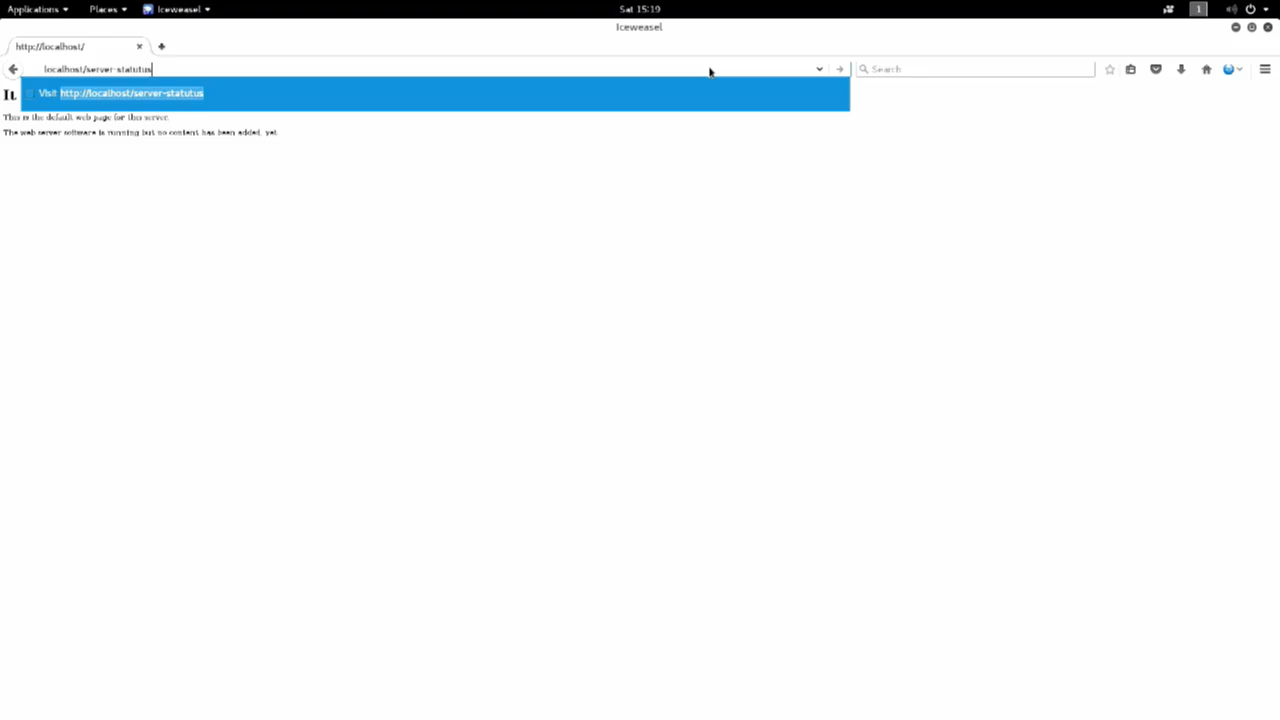 Applications Places Iceweasel Sat 15:19 1
Iceweasel
http://localhost/
localhost/server-statutus Search
It
Visit http://localhost/server-statutus
This is the default web page for this server.
The web server software is running but no content has been added, yet.